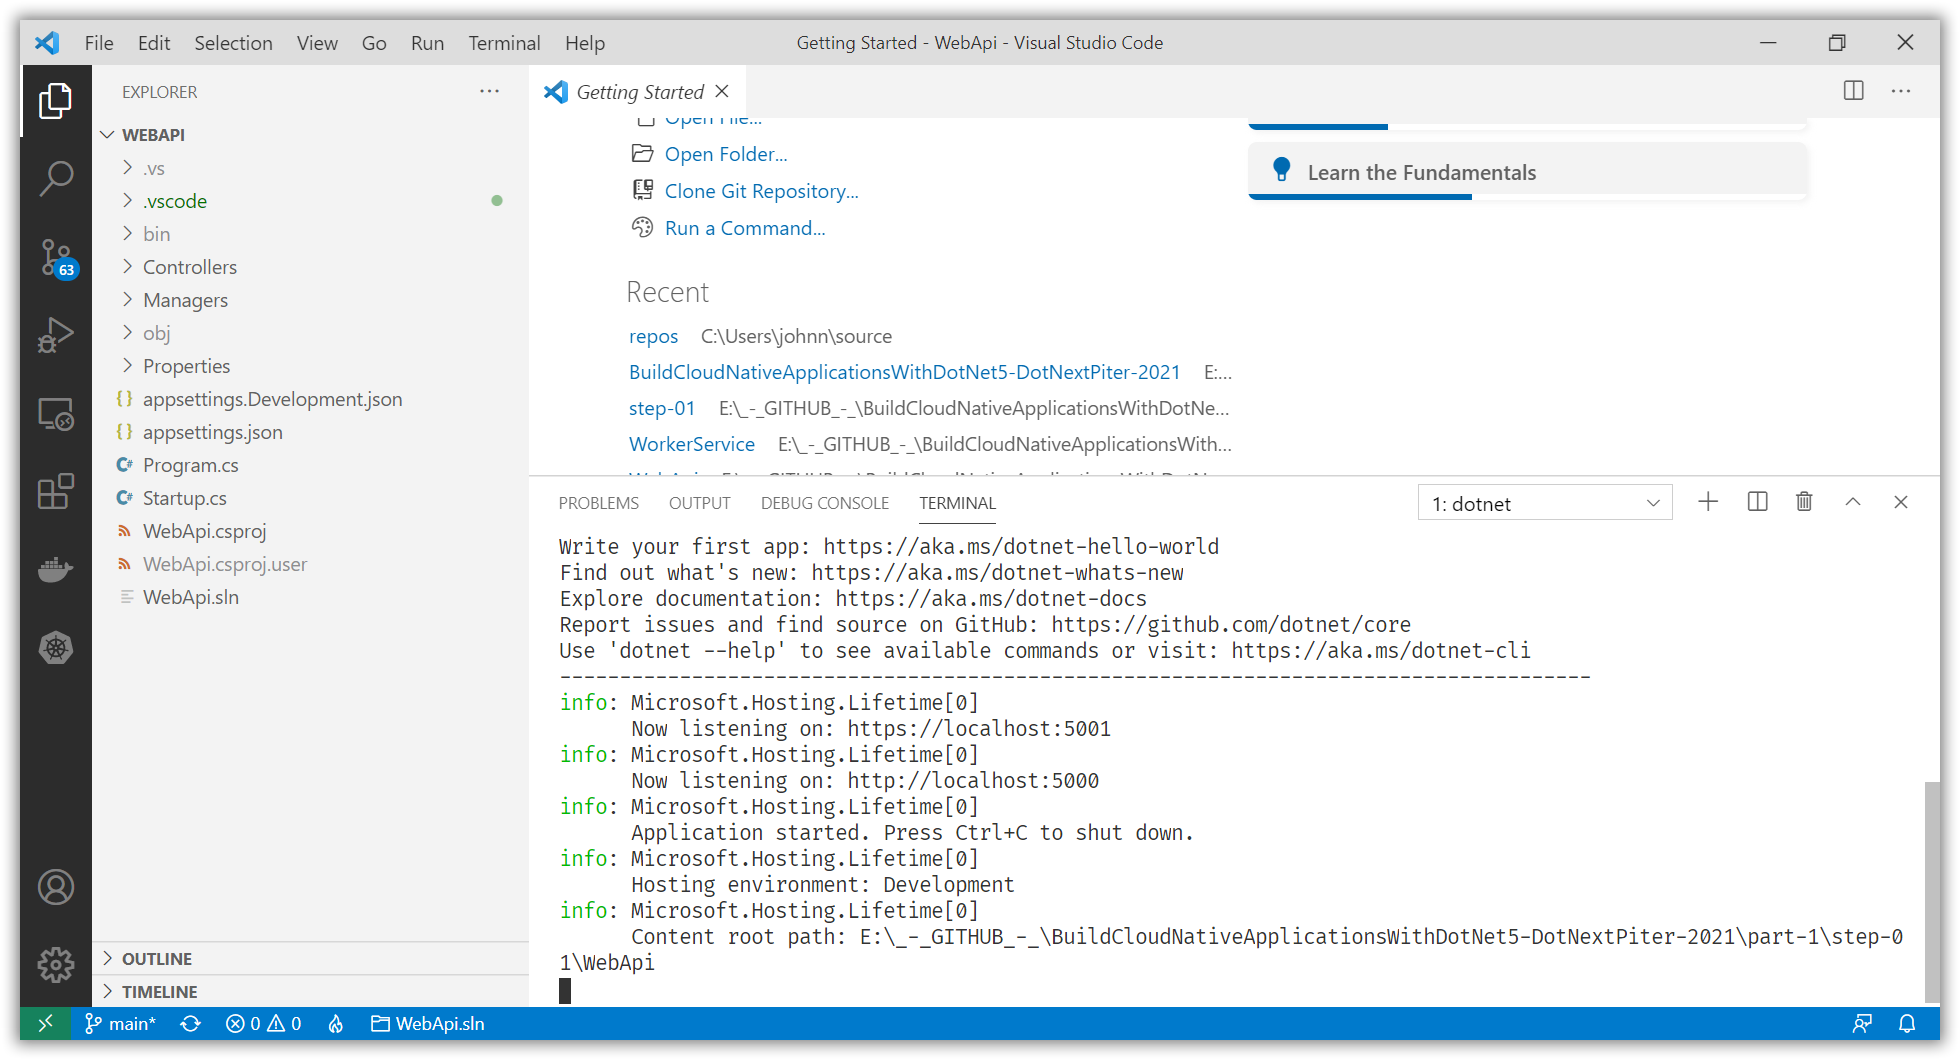 File Edit Selection View Go Run Terminal Help
Getting Started - WebApi - Visual Studio Code
EXPLORER
WEBAPI
.vs
.vscode
bin
Controllers
Managers
obj
Properties
appsettings.Development.json
appsettings.json
Program.cs
Startup.cs
WebApi.csproj
WebApi.csproj.user
WebApi.sln
OUTLINE
TIMELINE
63
Getting Started
Open File...
Open Folder...
Clone Git Repository...
Run a Command...
Learn the Fundamentals
Recent
repos C:\Users\johnn\source
BuildCloudNativeApplicationsWithDotNet5-DotNextPiter-2021 E:...
step-01 E:\_-_GITHUB_-_\BuildCloudNativeApplicationsWithDotNe...
WorkerService E:\_-_GITHUB_-_\BuildCloudNativeApplicationsWith...
PROBLEMS OUTPUT DEBUG CONSOLE TERMINAL
1: dotnet
Write your first app: https://aka.ms/dotnet-hello-world
Find out what's new: https://aka.ms/dotnet-whats-new
Explore documentation: https://aka.ms/dotnet-docs
Report issues and find source on GitHub: https://github.com/dotnet/core
Use 'dotnet --help' to see available commands or visit: https://aka.ms/dotnet-cli
--------------------------------------------------------------------------------------
info: Microsoft.Hosting.Lifetime[0]
Now listening on: https://localhost:5001
info: Microsoft.Hosting.Lifetime[0]
Now listening on: http://localhost:5000
info: Microsoft.Hosting.Lifetime[0]
Application started. Press Ctrl+C to shut down.
info: Microsoft.Hosting.Lifetime[0]
Hosting environment: Development
info: Microsoft.Hosting.Lifetime[0]
Content root path: E:\_-_GITHUB_-_\BuildCloudNativeApplicationsWithDotNet5-DotNextPiter-2021\part-1\step-0
1\WebApi
main* 0 0 WebApi.sln